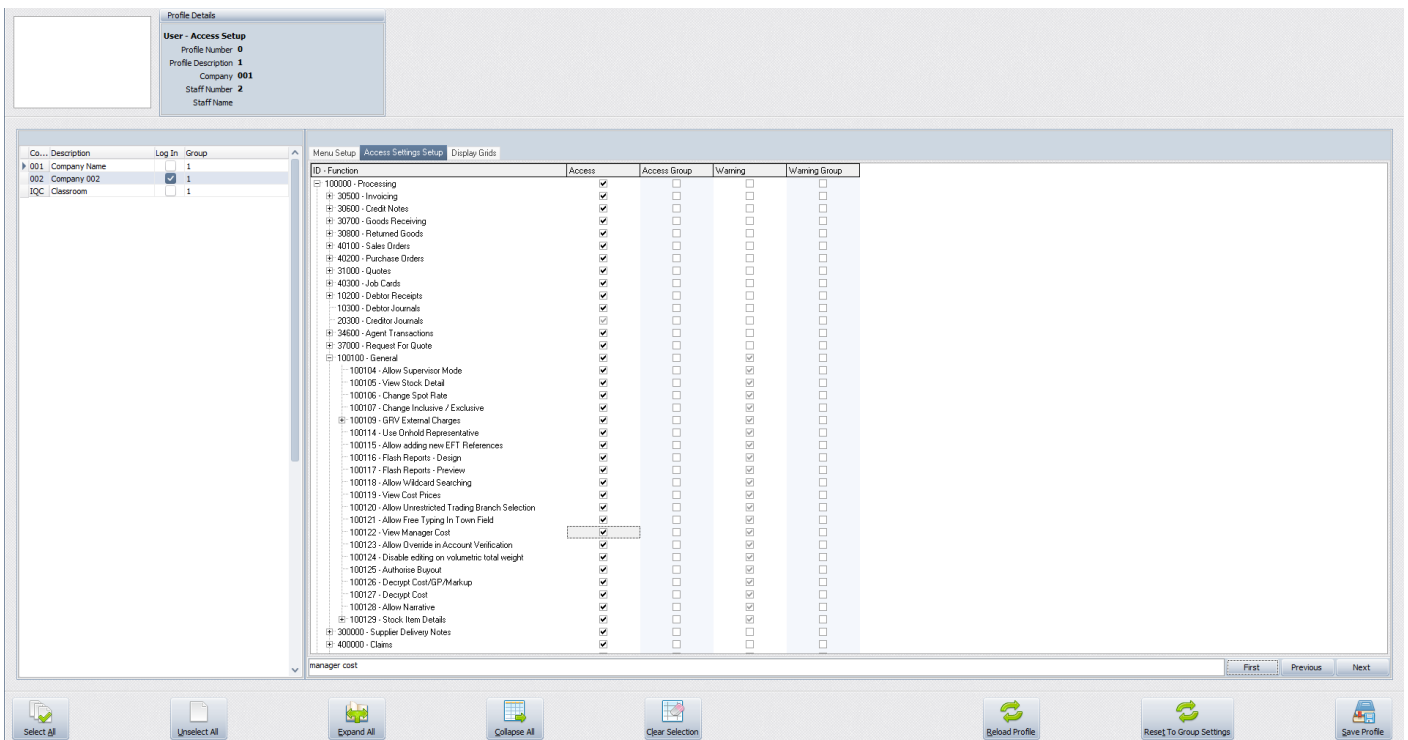 Profile Details
User - Access Setup
Profile Number 0
Profile Description 1
Company 001
Staff Number 2
Staff Name
Co... Description Log In Group
001 Company Name 1
002 Company 002 1
IQC Classroom 1
Menu Setup Access Settings Setup Display Grids
ID - Function Access Access Group Warning Warning Group
100000 - Processing
30500 - Invoicing
30600 - Credit Notes
30700 - Goods Receiving
30800 - Returned Goods
40100 - Sales Orders
40200 - Purchase Orders
31000 - Quotes
40300 - Job Cards
10200 - Debtor Receipts
10300 - Debtor Journals
20300 - Creditor Journals
34600 - Agent Transactions
37000 - Request For Quote
100100 - General
100104 - Allow Supervisor Mode
100105 - View Stock Detail
100106 - Change Spot Rate
100107 - Change Inclusive / Exclusive
100109 - GRV External Charges
100114 - Use Onhold Representative
100115 - Allow adding new EFT References
100116 - Flash Reports - Design
100117 - Flash Reports - Preview
100118 - Allow Wildcard Searching
100119 - View Cost Prices
100120 - Allow Unrestricted Trading Branch Selection
100121 - Allow Free Typing In Town Field
100122 - View Manager Cost
100123 - Allow Override in Account Verification
100124 - Disable editing on volumetric total weight
100125 - Authorise Buyout
100126 - Decrypt Cost/GP/Markup
100127 - Decrypt Cost
100128 - Allow Narrative
100129 - Stock Item Details
300000 - Supplier Delivery Notes
400000 - Claims
manager cost First Previous Next
Select All Unselect All Expand All Collapse All Clear Selection Reload Profile Reset To Group Settings Save Profile